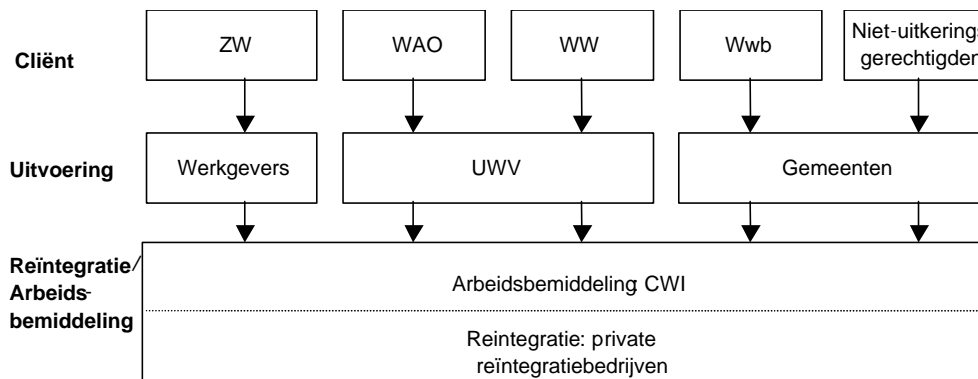 Cliënt
ZW
WAO
WW
Wwb
Niet-uitkerings
gerechtigden
Uitvoering
Werkgevers
UWV
Gemeenten
Reïntegratie/
Arbeids-
bemiddeling
Arbeidsbemiddeling: CWI
Reintegratie: private
reïntegratiebedrijven